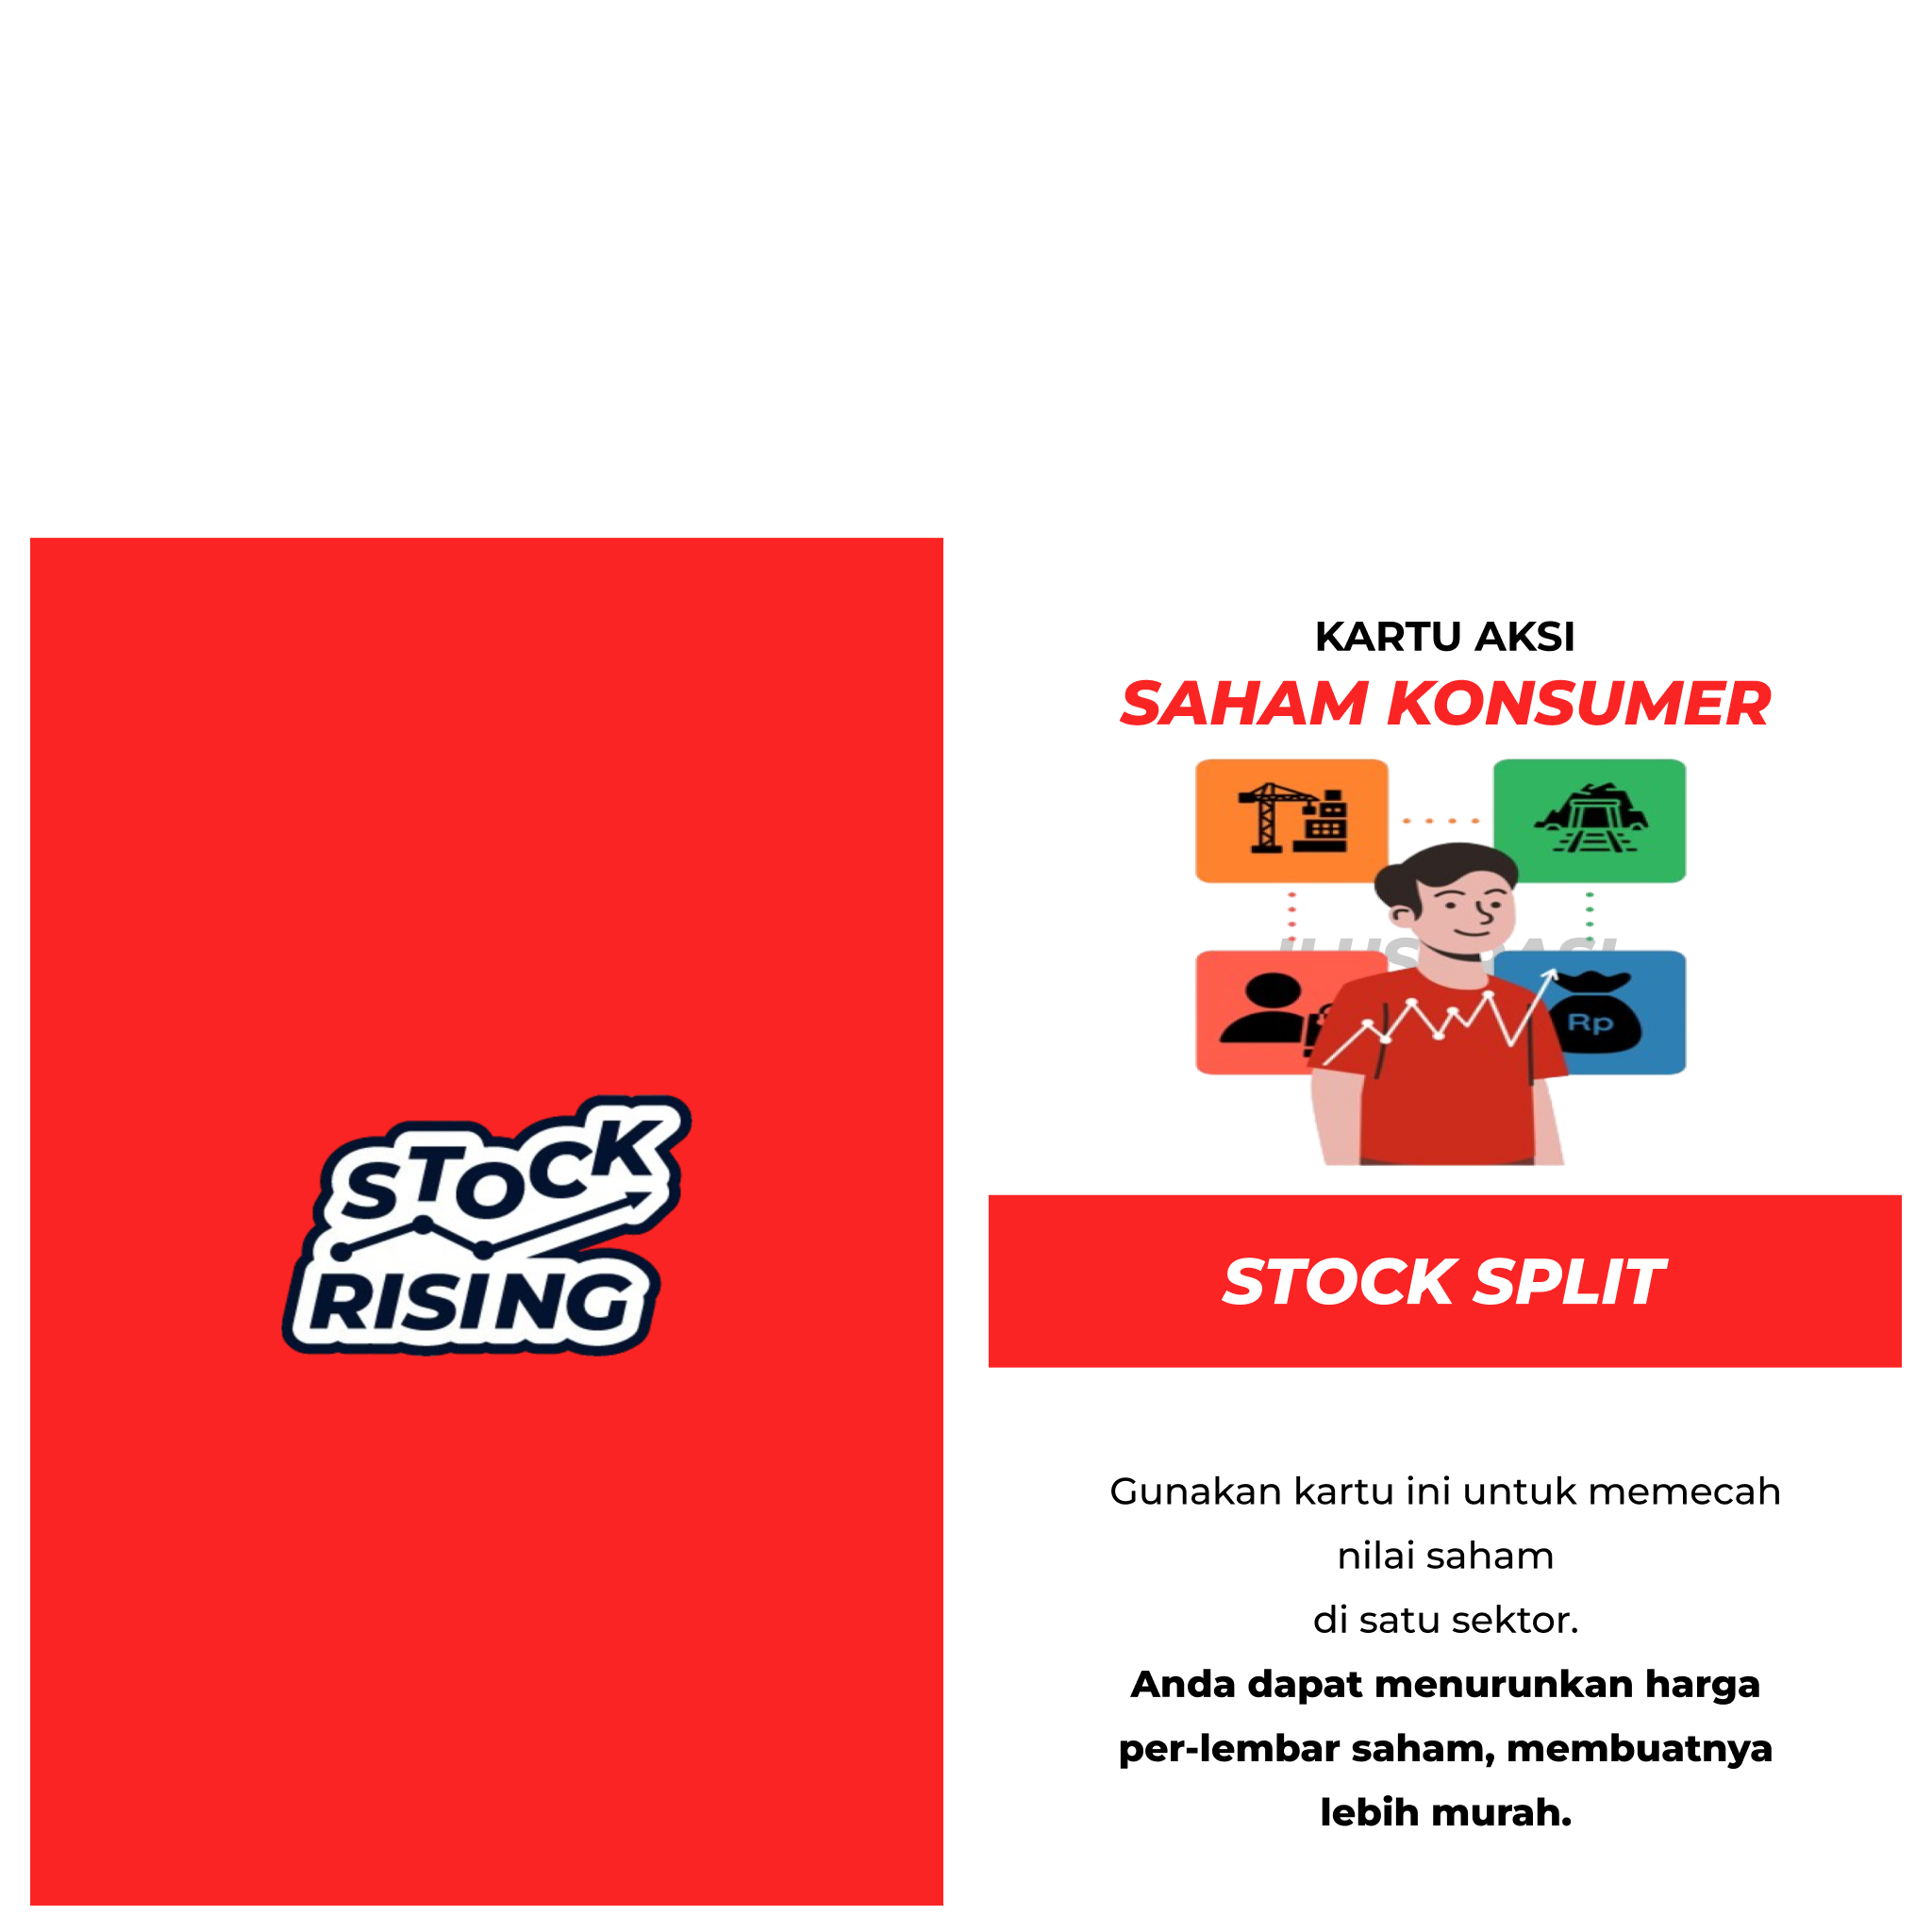 STOCK
RISING
KARTU AKSI
SAHAM KONSUMER
Rp
STOCK SPLIT
Gunakan kartu ini untuk memecah
nilai saham
di satu sektor.
Anda dapat menurunkan harga
per-lembar saham, membuatnya
lebih murah.